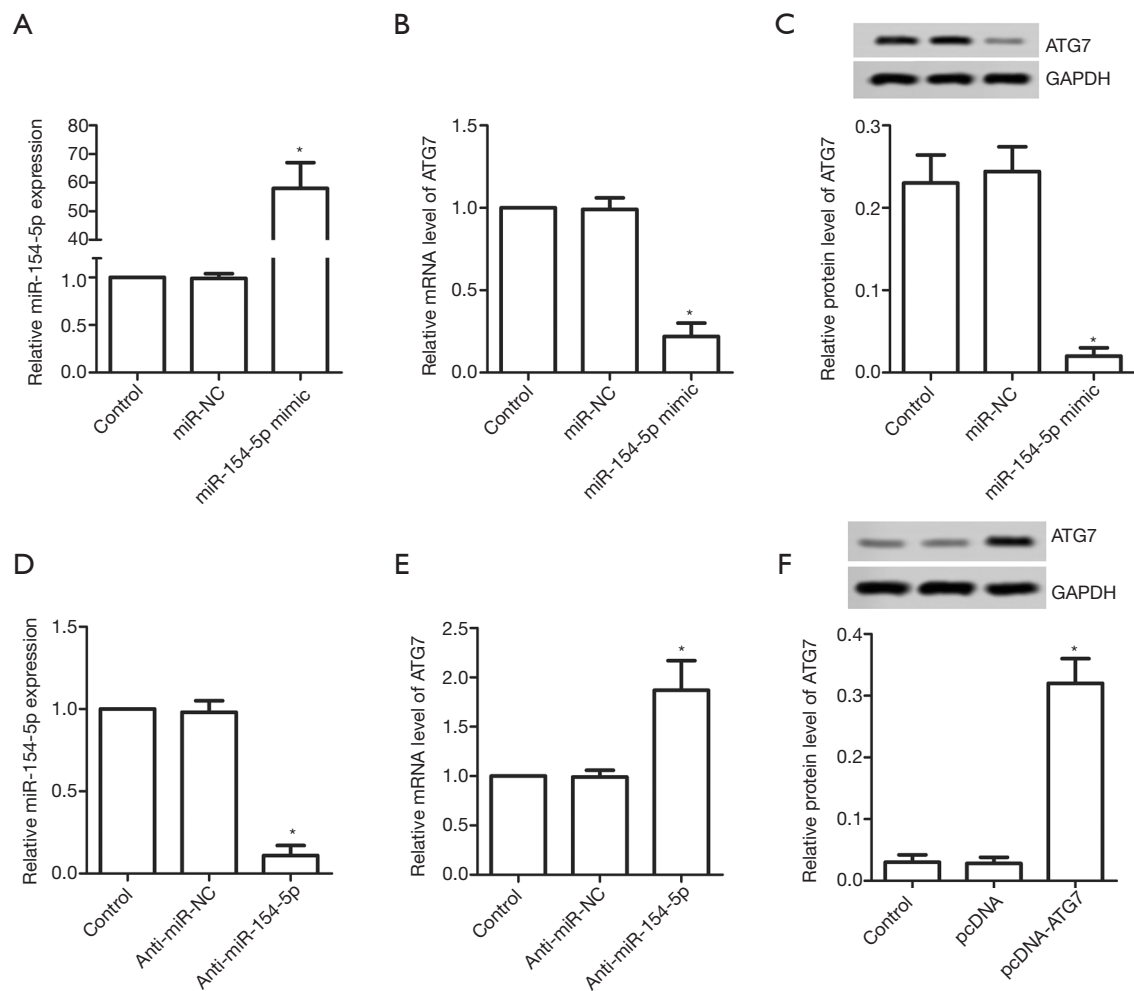 A
Relative miR-154-5p expression
80
70
60
50
40
1.0
0.5
0.0
*
Control
miR-NC
miR-154-5p mimic
B
Relative mRNA level of ATG7
1.5
1.0
0.5
0.0
*
Control
miR-NC
miR-154-5p mimic
C
ATG7
GAPDH
Relative protein level of ATG7
0.3
0.2
0.1
0.0
*
Control
miR-NC
miR-154-5p mimic
D
Relative miR-154-5p expression
1.5
1.0
0.5
0.0
*
Control
Anti-miR-NC
Anti-miR-154-5p
E
Relative mRNA level of ATG7
2.5
2.0
1.5
1.0
0.5
0.0
*
Control
Anti-miR-NC
Anti-miR-154-5p
F
ATG7
GAPDH
Relative protein level of ATG7
0.4
0.3
0.2
0.1
0.0
*
Control
pcDNA
pcDNA-ATG7